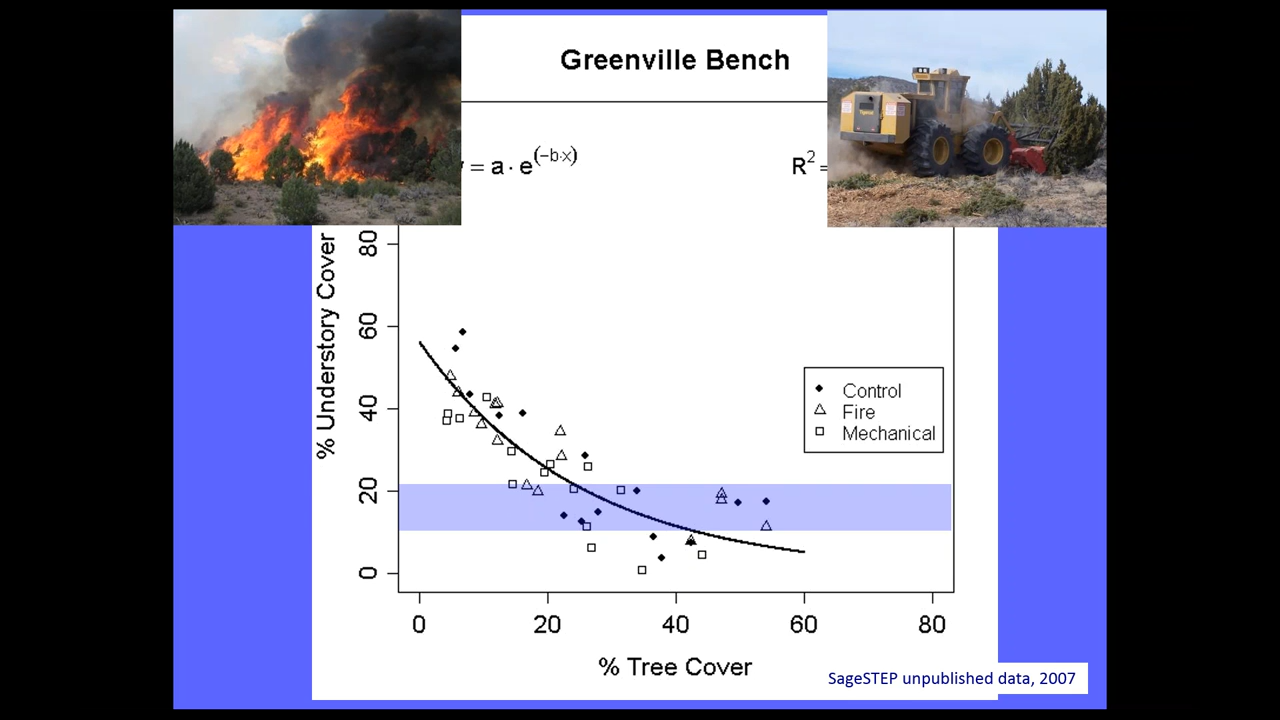 Greenville Bench
= a · e^(−b·x)
R² =
% Understory Cover
80
60
40
20
0
Control
Fire
Mechanical
0 20 40 60 80
% Tree Cover
SageSTEP unpublished data, 2007